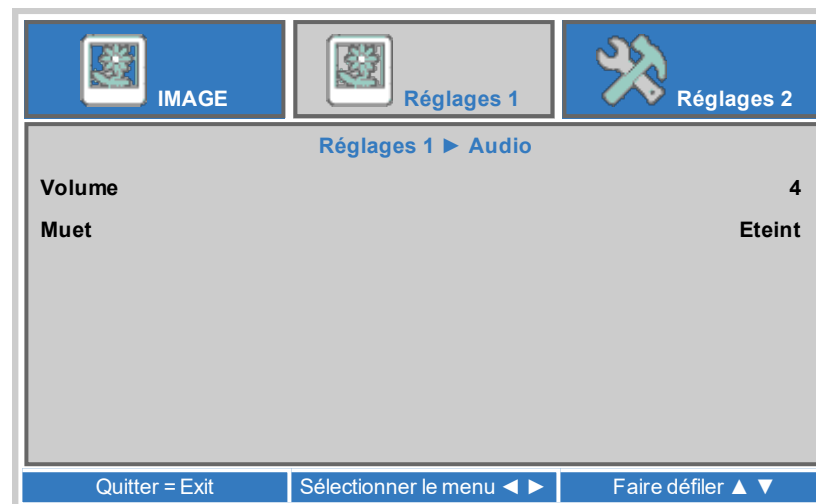 IMAGE
Réglages 1
Réglages 2
Réglages 1 ► Audio
Volume 4
Muet Eteint
Quitter = Exit
Sélectionner le menu ◄ ►
Faire défiler ▲ ▼